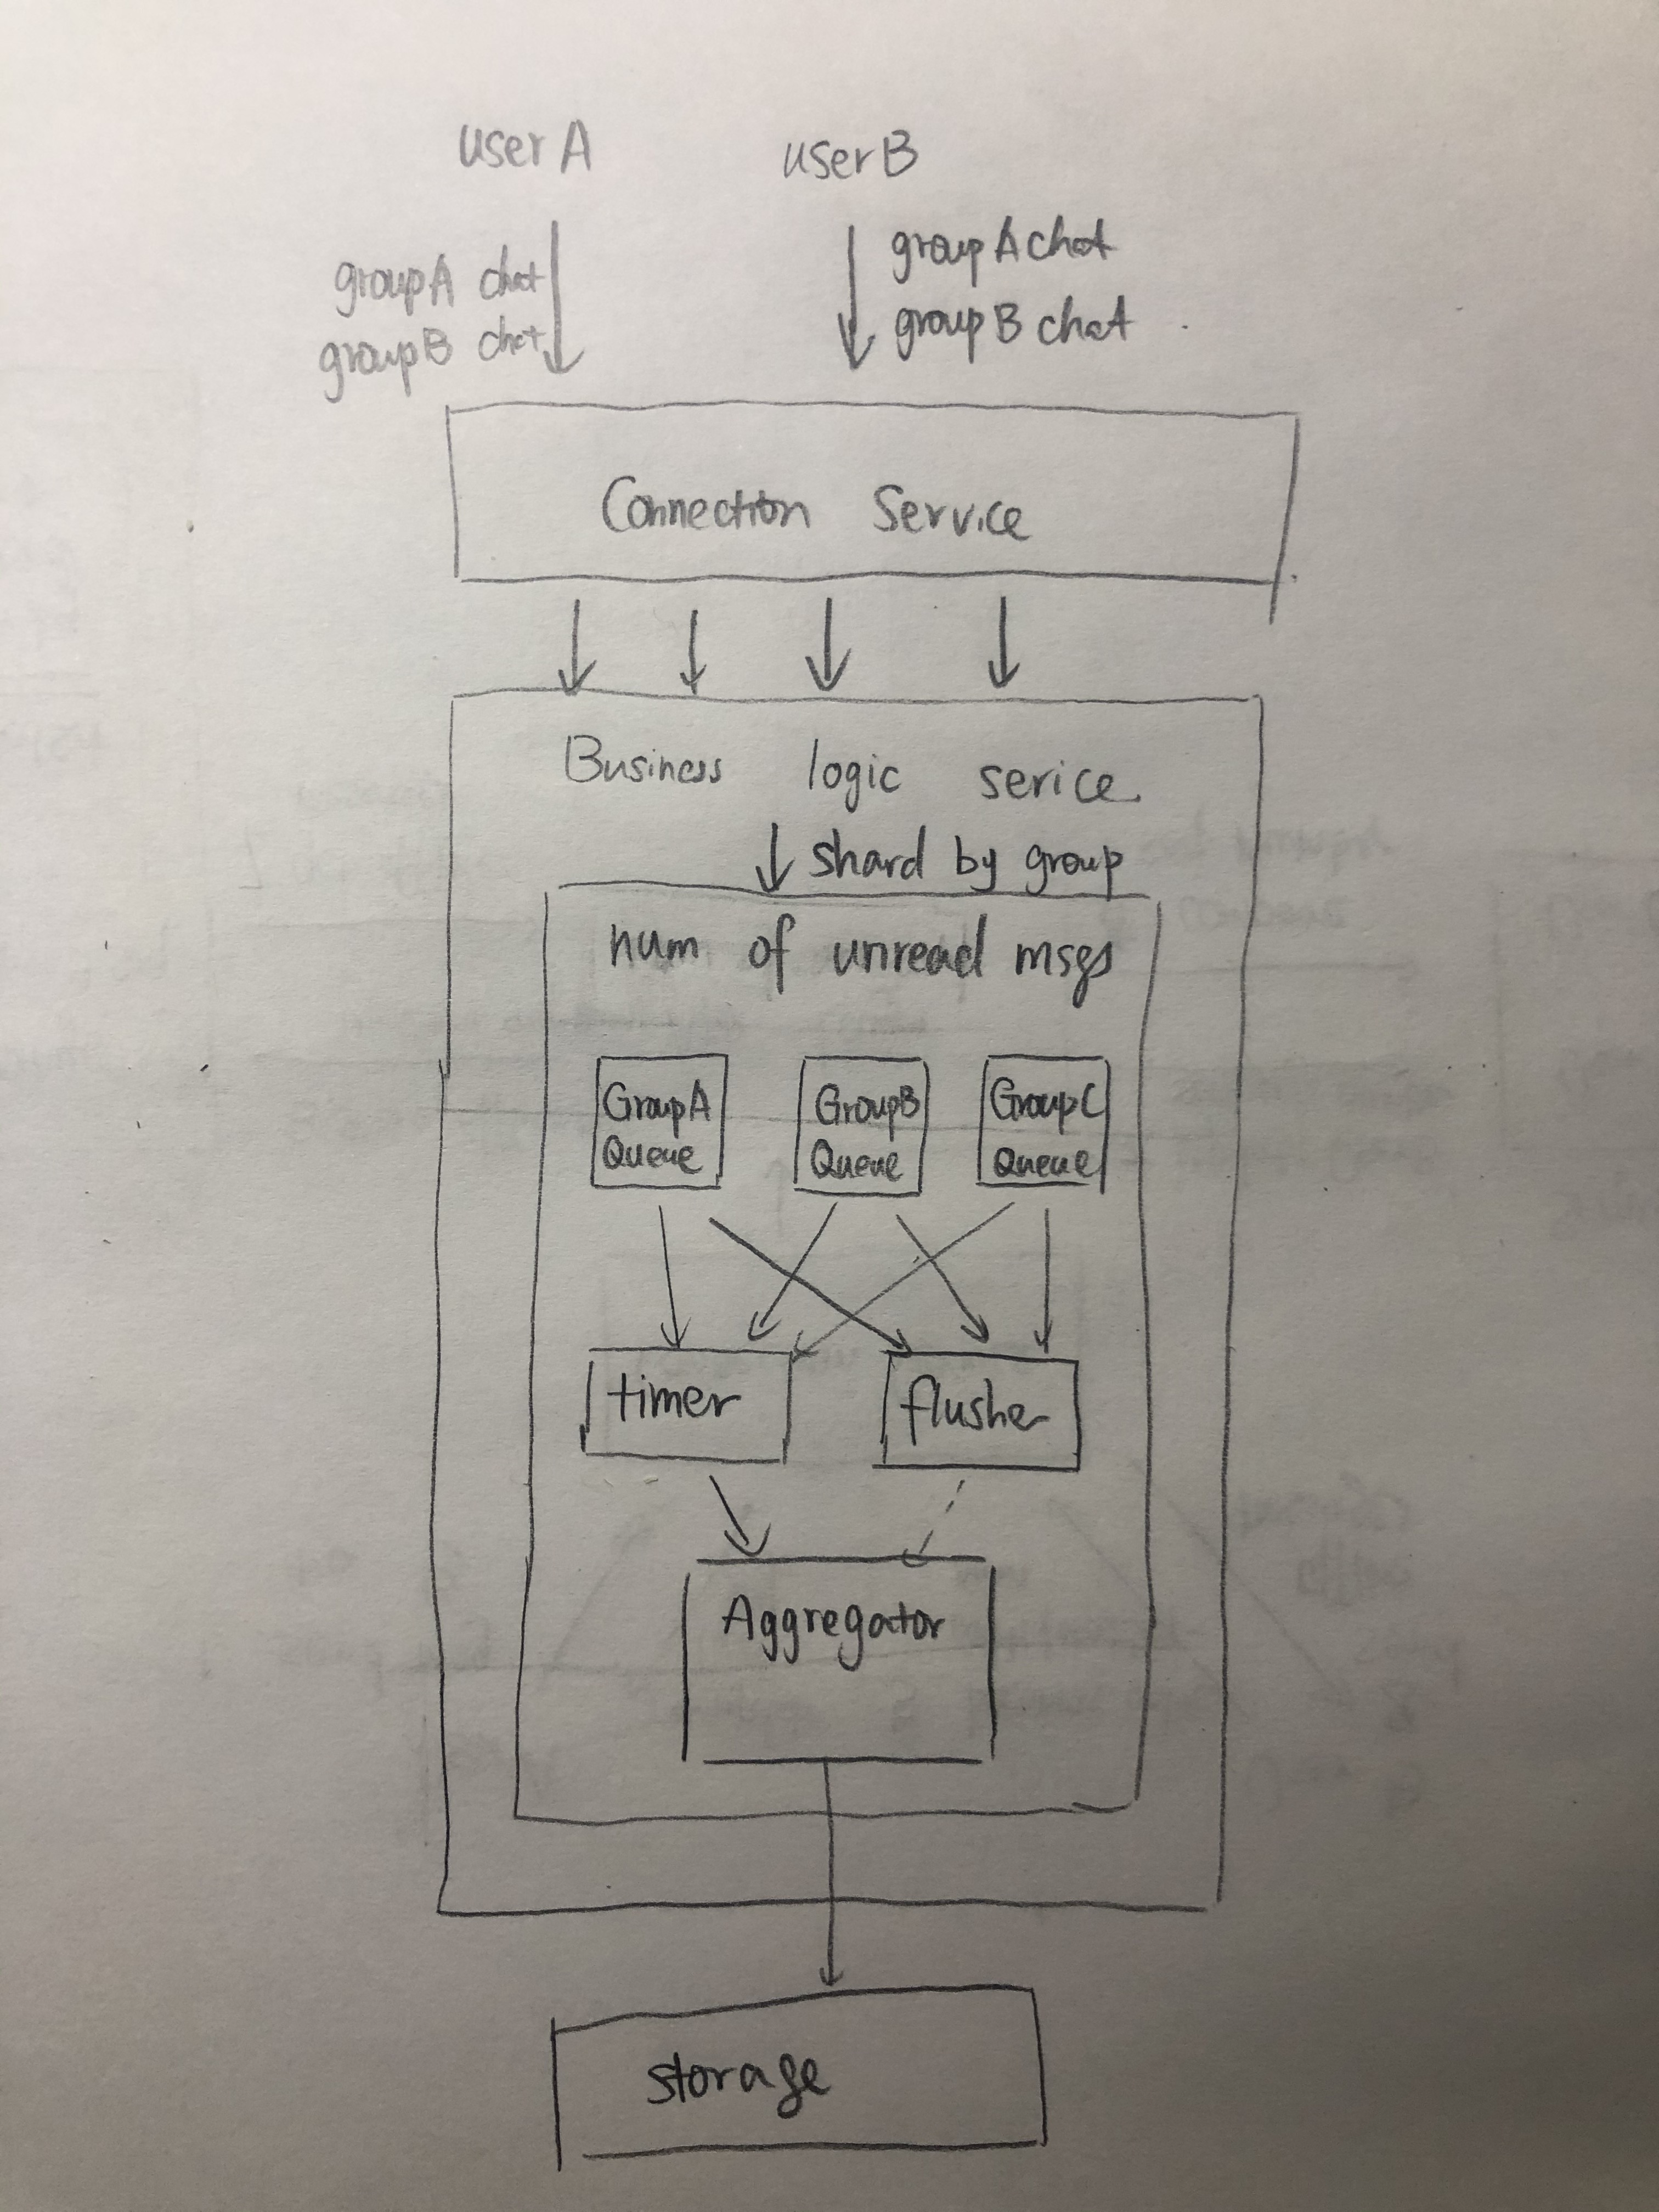 user A
user B
groupA chat
groupB chat
group A chat
group B chat
Connection Service
Business logic serice
shard by group
num of unread msgs
GroupA
Queue
GroupB
Queue
GroupC
Queue
timer
flusher
Aggregator
storage